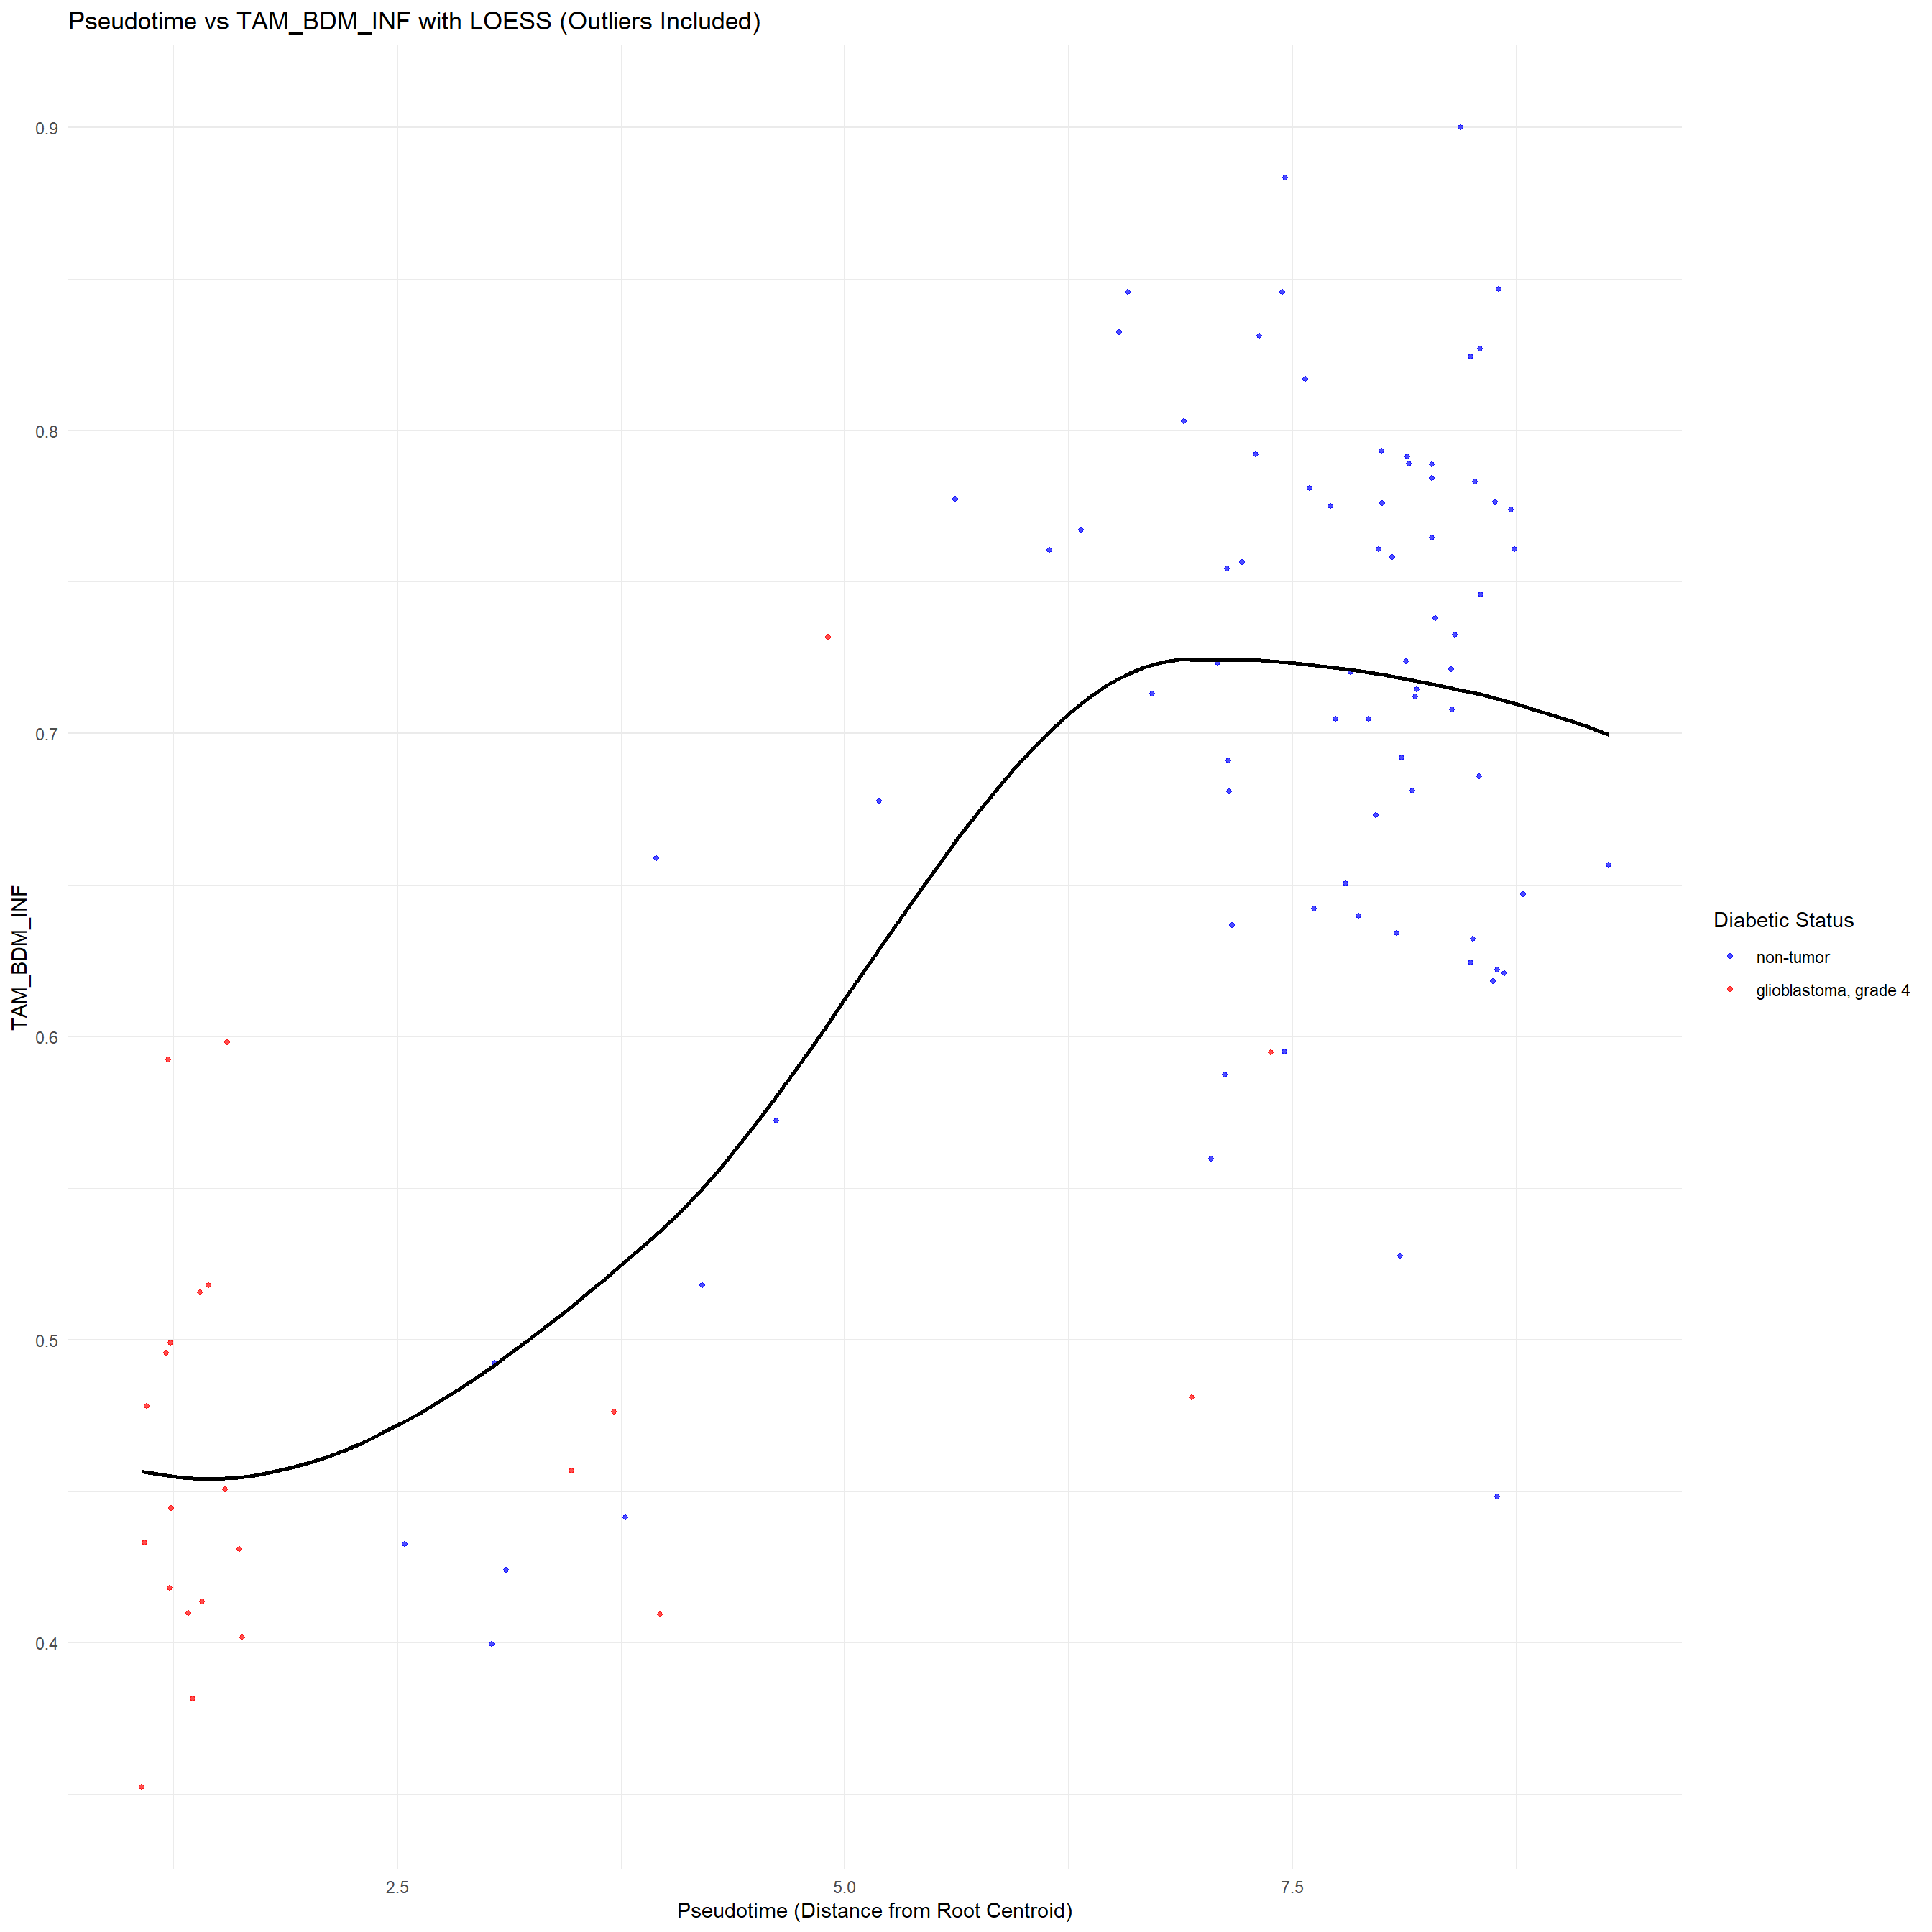 Pseudotime vs TAM_BDM_INF with LOESS (Outliers Included)
TAM_BDM_INF
0.9
0.8
0.7
0.6
0.5
0.4
2.5
5.0
7.5
Pseudotime (Distance from Root Centroid)
Diabetic Status
non-tumor
glioblastoma, grade 4